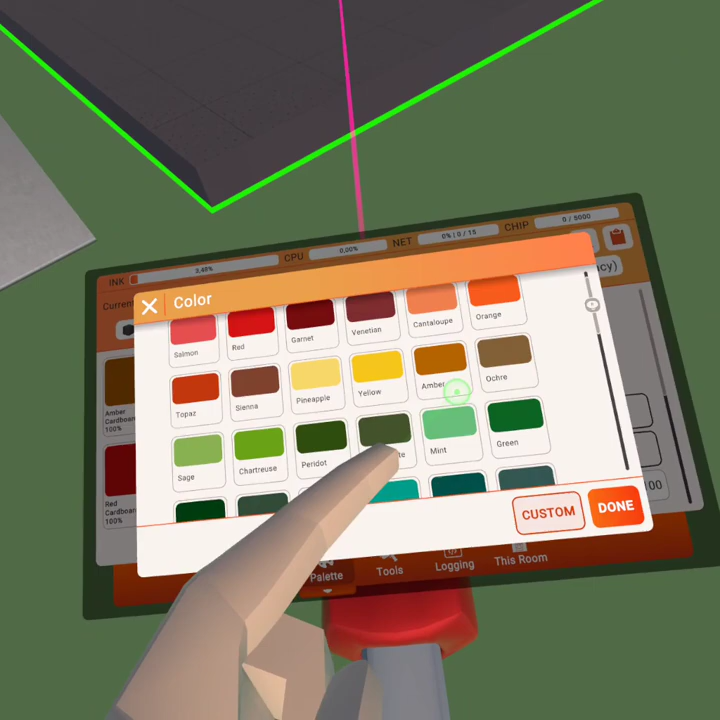 INK
3,48%
CPU
0,00%
NET
0% | 0 / 15
CHIP
0 / 5000
Color
Salmon
Red
Garnet
Venetian
Cantaloupe
Orange
Topaz
Sienna
Pineapple
Yellow
Amber
Ochre
Sage
Chartreuse
Peridot
Mint
Green
Amber
Cardboard
100%
Red
Cardboard
100%
CUSTOM
DONE
Palette
Tools
Logging
This Room